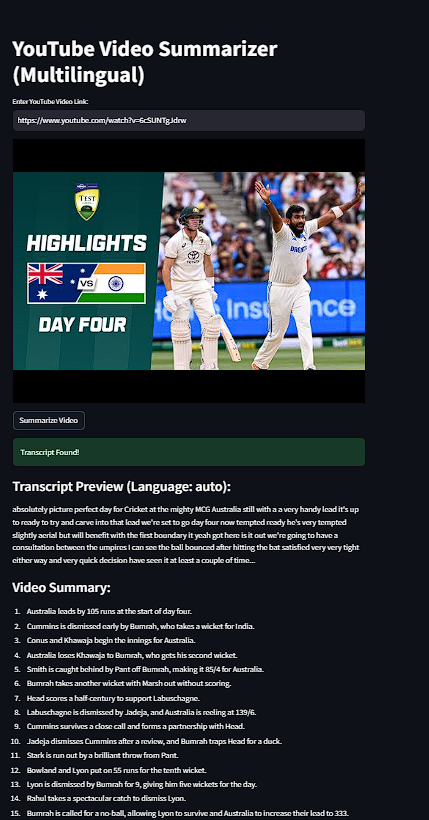 YouTube Video Summarizer
(Multilingual)
Enter YouTube Video Link:
https://www.youtube.com/watch?v=6cSUNTgJdrw
TEST
HIGHLIGHTS
VS
DAY FOUR
Insurance
Summarize Video
Transcript Found!
Transcript Preview (Language: auto):
absolutely picture perfect day for Cricket at the mighty MCG Australia still with a a very handy lead it's up
to ready to try and carve into that lead we're set to go day four now tempted ready he's very tempted
slightly aerial but will benefit with the first boundary it yeah got here is it out we're going to have a
consultation between the umpires I can see the ball bounced after hitting the bat satisfied very very tight
either way and very quick decision have seen it at least a couple of time...
Video Summary:
1. Australia leads by 105 runs at the start of day four.
2. Cummins is dismissed early by Bumrah, who takes a wicket for India.
3. Conus and Khawaja begin the innings for Australia.
4. Australia loses Khawaja to Bumrah, who gets his second wicket.
5. Smith is caught behind by Pant off Bumrah, making it 85/4 for Australia.
6. Bumrah takes another wicket with Marsh out without scoring.
7. Head scores a half-century to support Labuschagne.
8. Labuschagne is dismissed by Jadeja, and Australia is reeling at 139/6.
9. Cummins survives a close call and forms a partnership with Head.
10. Jadeja dismisses Cummins after a review, and Bumrah traps Head for a duck.
11. Stark is run out by a brilliant throw from Pant.
12. Bowland and Lyon put on 55 runs for the tenth wicket.
13. Lyon is dismissed by Bumrah for 9, giving him five wickets for the day.
14. Rahul takes a spectacular catch to dismiss Lyon.
15. Bumrah is called for a no-ball, allowing Lyon to survive and Australia to increase their lead to 333.